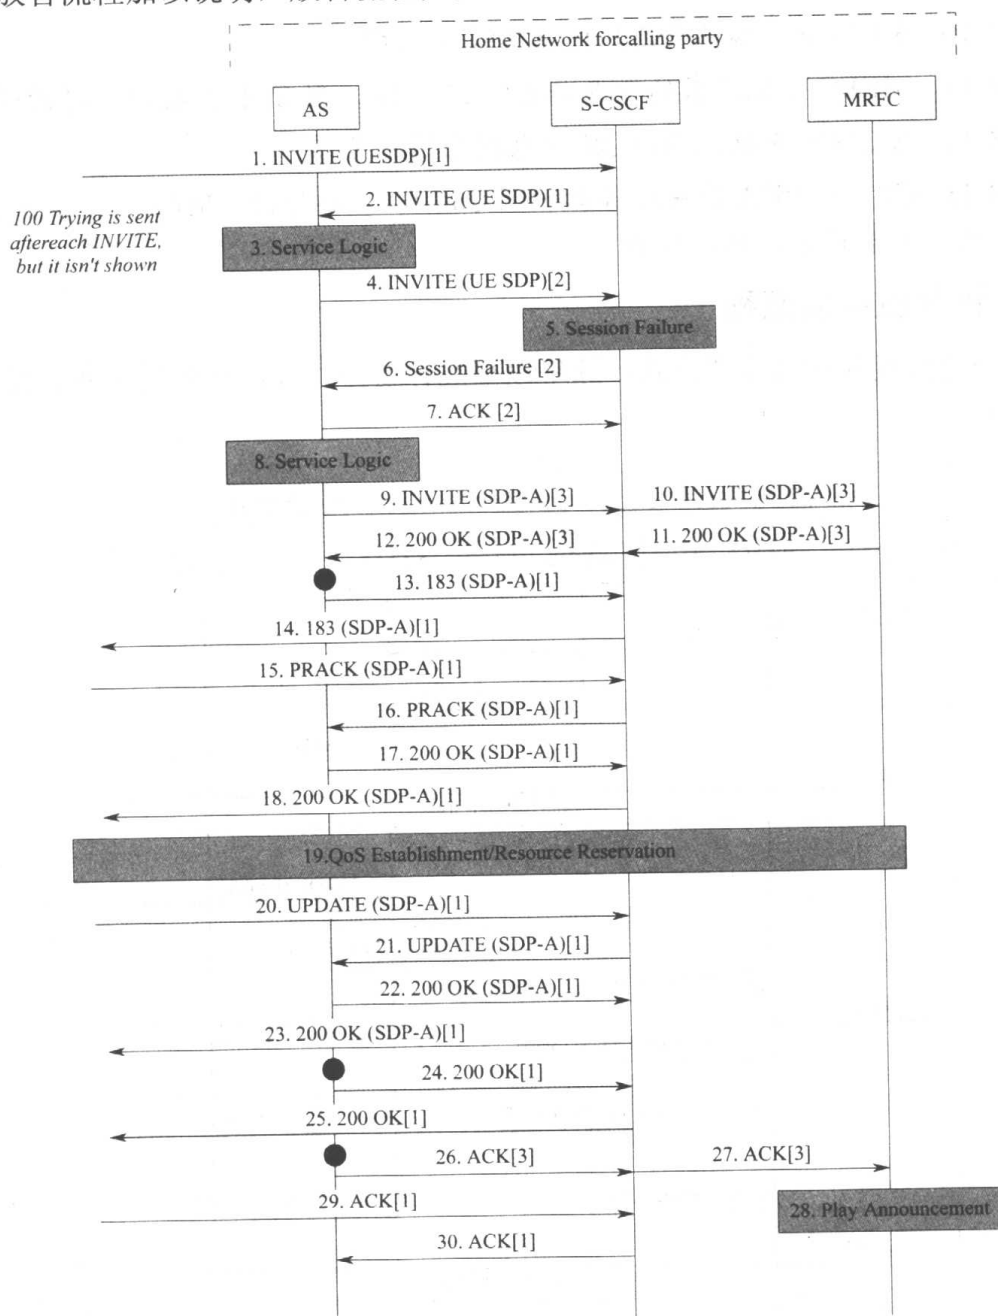 Home Network forcalling party
AS
S-CSCF
MRFC
1. INVITE (UESDP)[1]
2. INVITE (UE SDP)[1]
100 Trying is sent
aftereach INVITE,
but it isn't shown
3. Service Logic
4. INVITE (UE SDP)[2]
5. Session Failure
6. Session Failure [2]
7. ACK [2]
8. Service Logic
9. INVITE (SDP-A)[3]
10. INVITE (SDP-A)[3]
12. 200 OK (SDP-A)[3]
11. 200 OK (SDP-A)[3]
13. 183 (SDP-A)[1]
14. 183 (SDP-A)[1]
15. PRACK (SDP-A)[1]
16. PRACK (SDP-A)[1]
17. 200 OK (SDP-A)[1]
18. 200 OK (SDP-A)[1]
19.QoS Establishment/Resource Reservation
20. UPDATE (SDP-A)[1]
21. UPDATE (SDP-A)[1]
22. 200 OK (SDP-A)[1]
23. 200 OK (SDP-A)[1]
24. 200 OK[1]
25. 200 OK[1]
26. ACK[3]
27. ACK[3]
29. ACK[1]
28. Play Announcement
30. ACK[1]